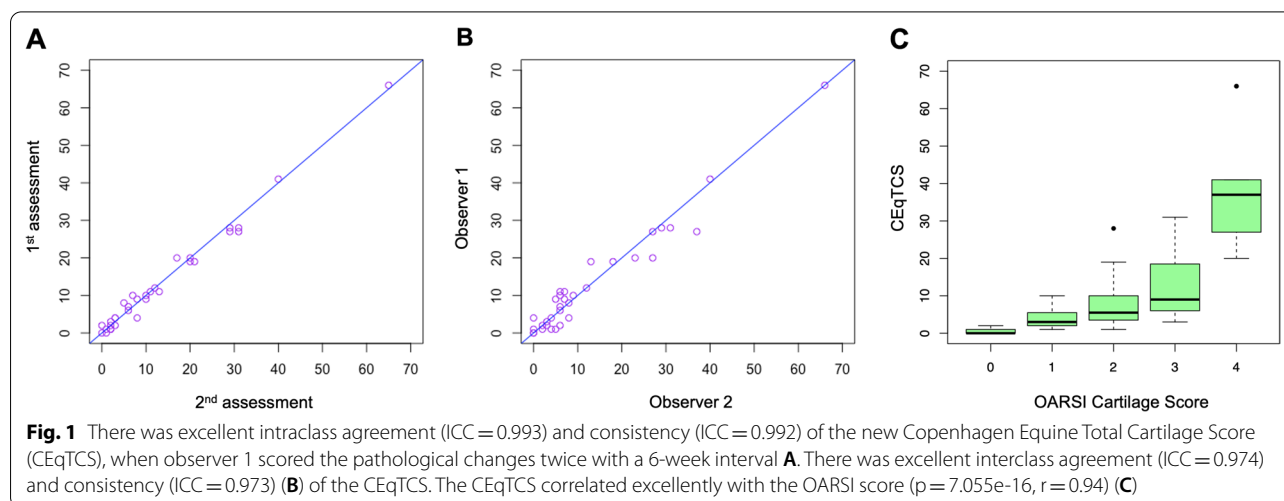 A
B
C
70
60
50
40
30
20
10
0
1st assessment
0 10 20 30 40 50 60 70
2nd assessment
70
60
50
40
30
20
10
0
Observer 1
0 10 20 30 40 50 60 70
Observer 2
70
60
50
40
30
20
10
0
CEqTCS
0 1 2 3 4
OARSI Cartilage Score
Fig. 1 There was excellent intraclass agreement (ICC = 0.993) and consistency (ICC = 0.992) of the new Copenhagen Equine Total Cartilage Score
(CEqTCS), when observer 1 scored the pathological changes twice with a 6-week interval A. There was excellent interclass agreement (ICC = 0.974)
and consistency (ICC = 0.973) (B) of the CEqTCS. The CEqTCS correlated excellently with the OARSI score (p = 7.055e-16, r = 0.94) (C)